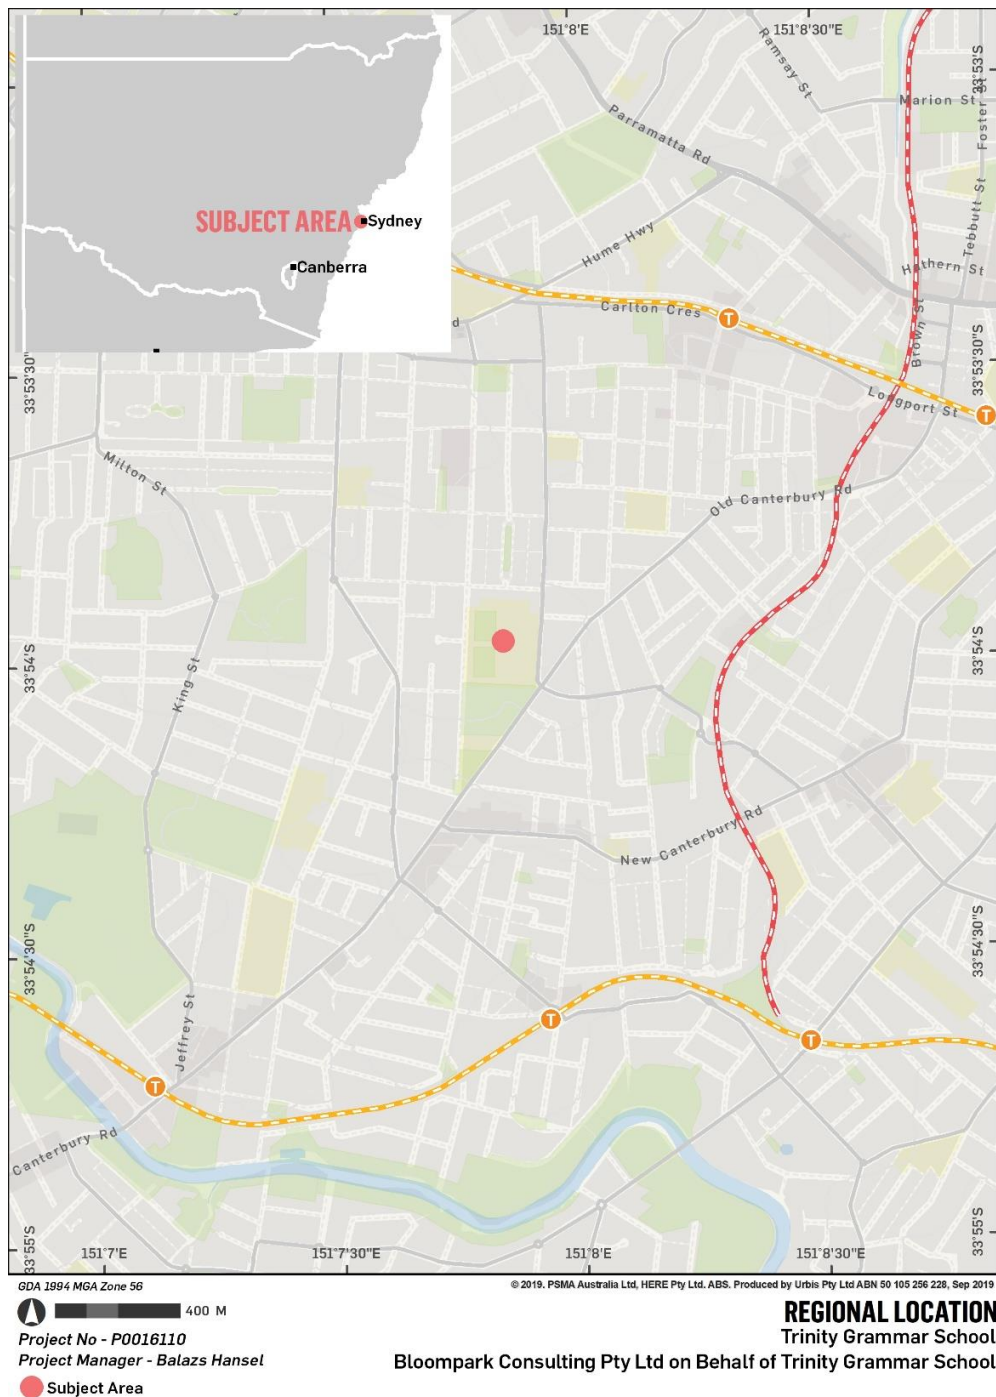 151°8'E
151°8'30"E
Ramsay St
33°53'S
Marion St
Foster St
Parramatta Rd
Tebbutt St
SUBJECT AREA
Sydney
Hume Hwy
Canberra
Hathern St
Carlton Cres
T
d
Brown St
33°53'30"S
33°53'30"S
Longport St
T
Milton St
Old Canterbury Rd
33°54'S
33°54'S
King St
New Canterbury Rd
33°54'30"S
33°54'30"S
Jeffrey St
T
T
T
Canterbury Rd
33°55'S
33°55'S
151°7'E
151°7'30"E
151°8'E
151°8'30"E
GDA 1994 MGA Zone 56
© 2019. PSMA Australia Ltd, HERE Pty Ltd. ABS. Produced by Urbis Pty Ltd ABN 50 105 256 228, Sep 2019
400 M
REGIONAL LOCATION
Project No - P0016110
Trinity Grammar School
Project Manager - Balazs Hansel
Bloompark Consulting Pty Ltd on Behalf of Trinity Grammar School
Subject Area